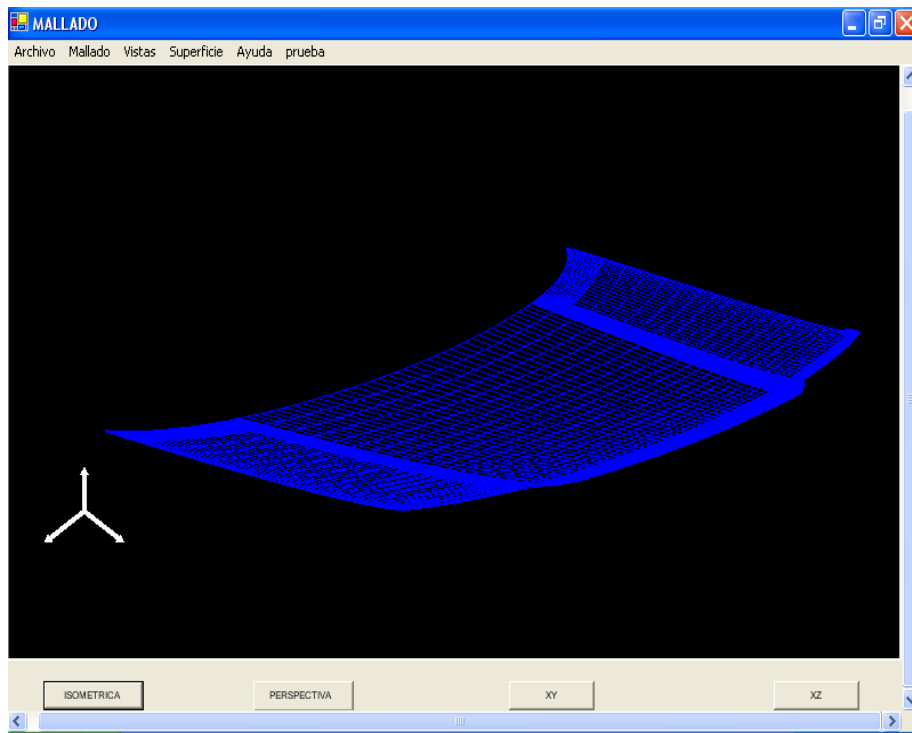 MALLADO
Archivo Mallado Vistas Superficie Ayuda prueba
ISOMETRICA PERSPECTIVA XY XZ